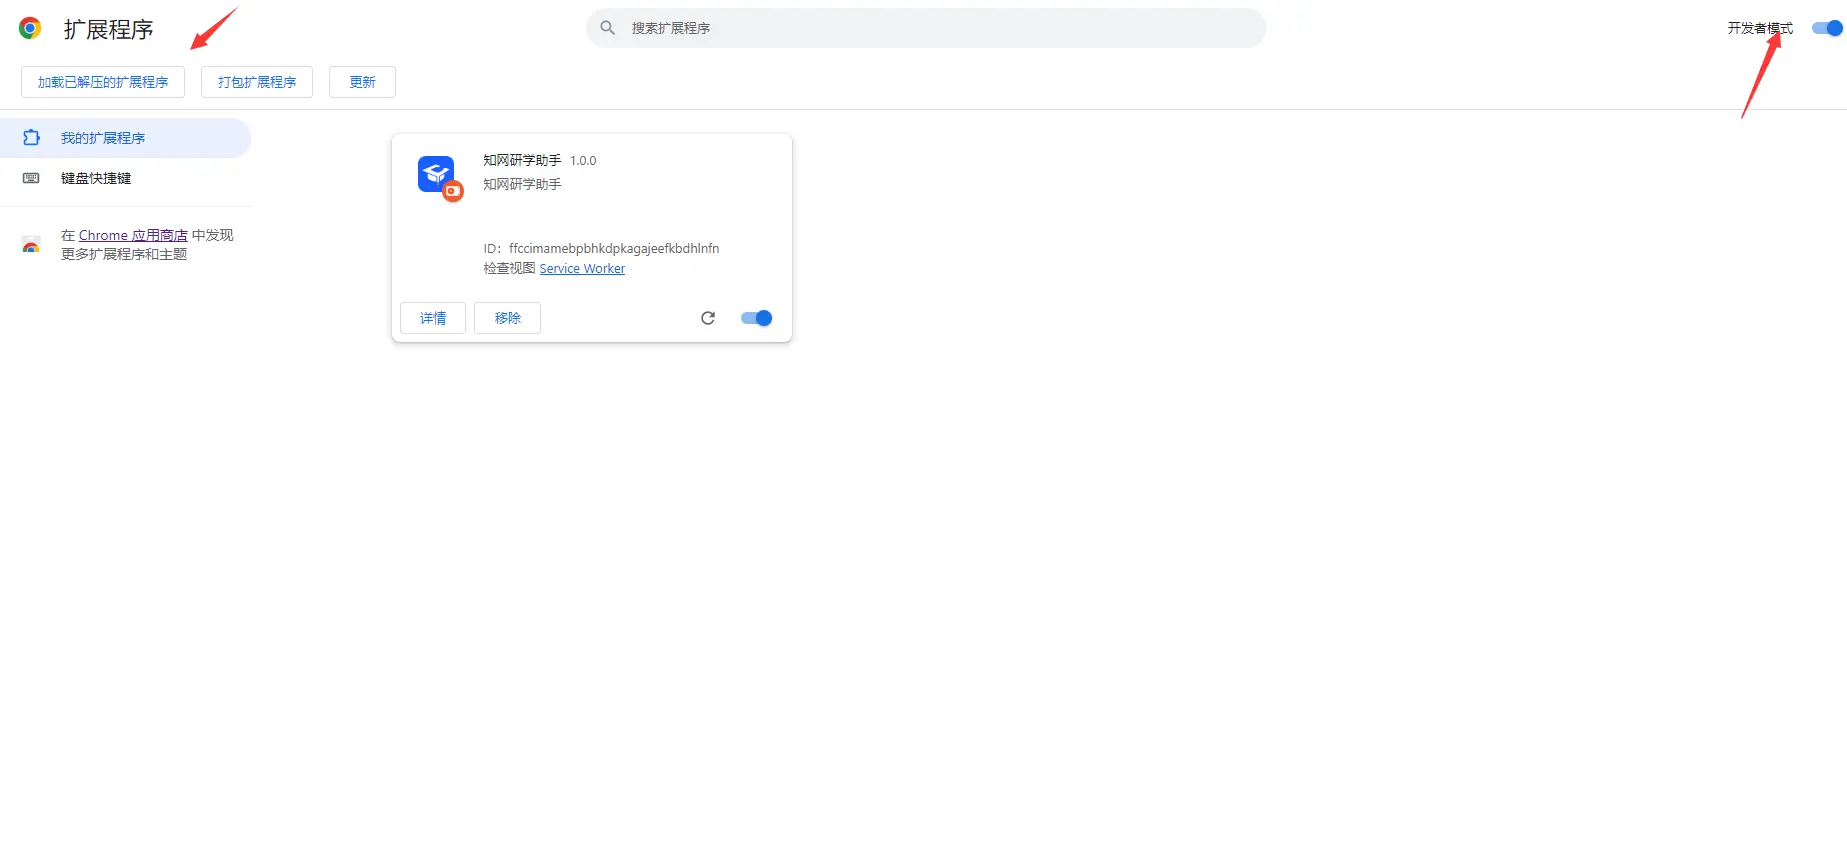 扩展程序
搜索扩展程序
开发者模式
加载已解压的扩展程序
打包扩展程序
更新
我的扩展程序
键盘快捷键
在 Chrome 应用商店 中发现
更多扩展程序和主题
知网研学助手 1.0.0
知网研学助手
ID：ffccimamebpbhkdpkagajeefkbdhlnfn
检查视图 Service Worker
详情
移除